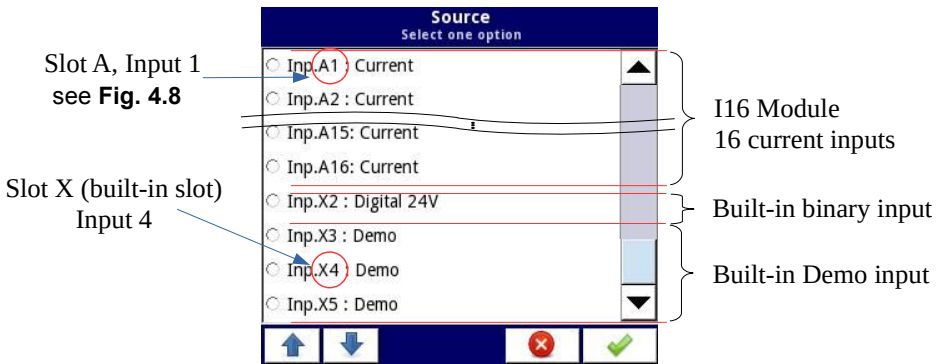 Source
Select one option
Slot A, Input 1
see Fig. 4.8
Inp.A1 : Current
Inp.A2 : Current
Inp.A15: Current
Inp.A16: Current
I16 Module
16 current inputs
Slot X (built-in slot)
Input 4
Inp.X2 : Digital 24V
Built-in binary input
Inp.X3 : Demo
Inp.X4 : Demo
Inp.X5 : Demo
Built-in Demo input